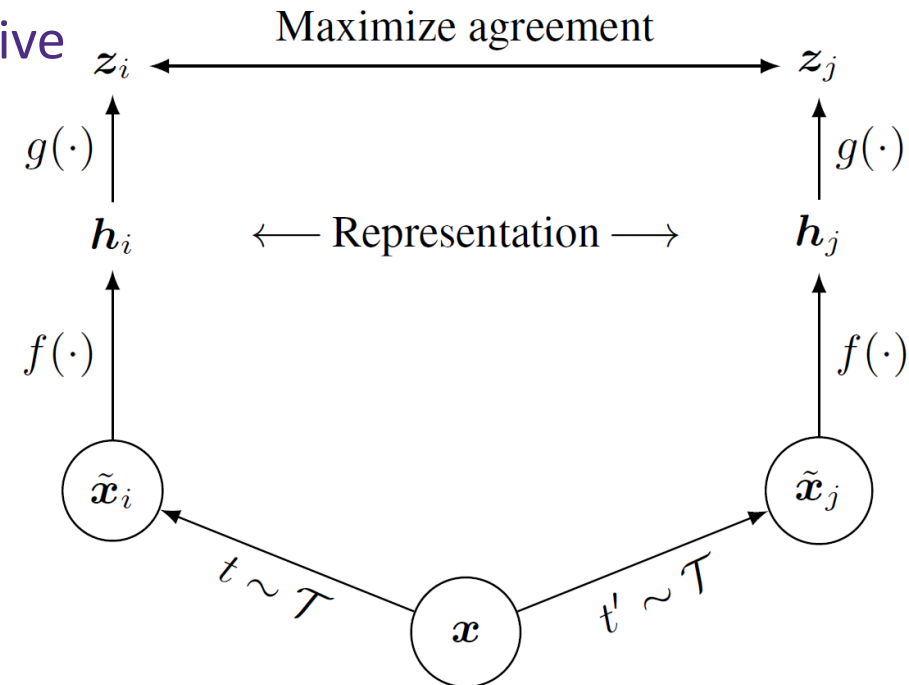 ive
Maximize agreement
z_i z_j
g(·) g(·)
h_i ← Representation → h_j
f(·) f(·)
x̃_i x̃_j
t ∼ 𝒯 t′ ∼ 𝒯
x